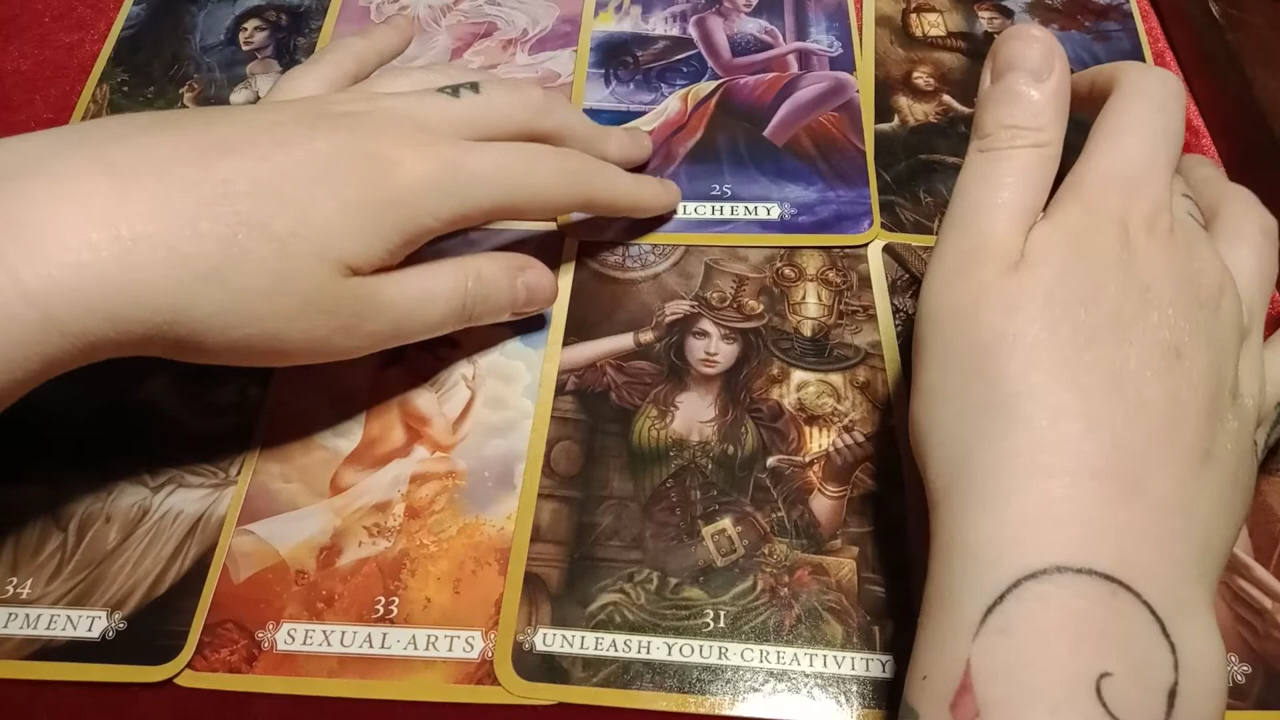 25
LCHEMY
34
PMENT
33
SEXUAL·ARTS
31
UNLEASH·YOUR·CREATIVITY